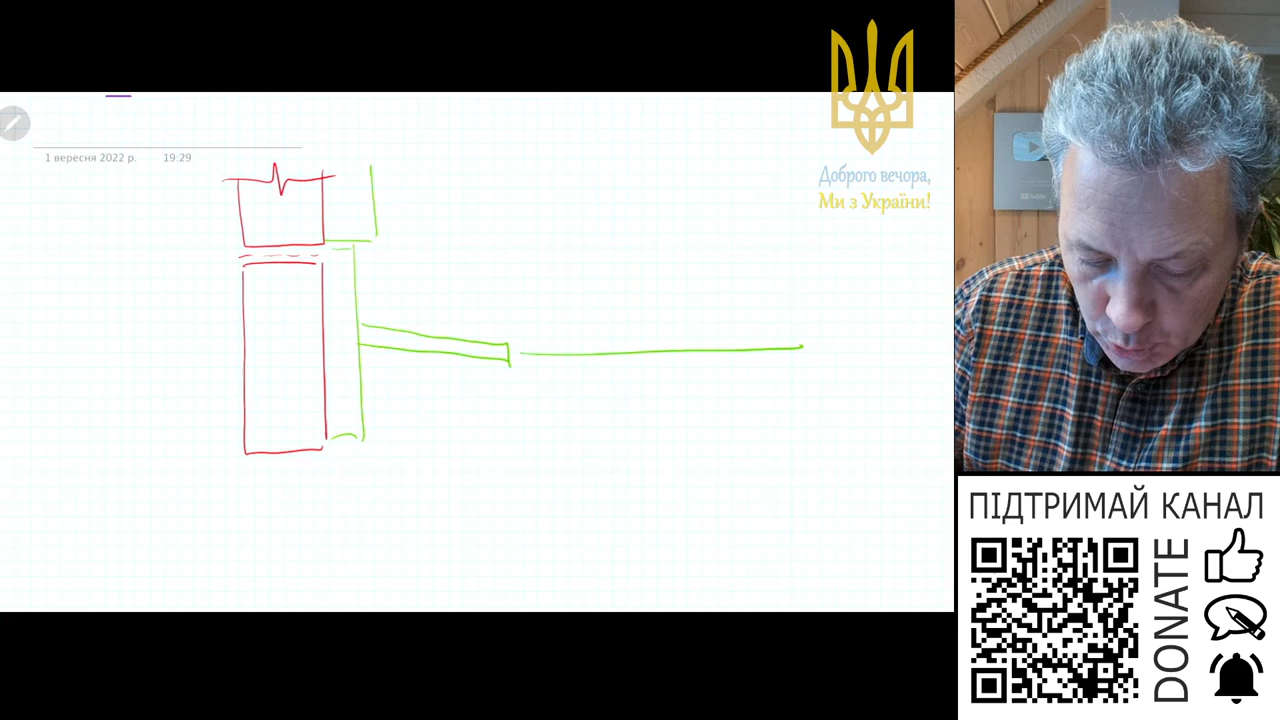 1 вересня 2022 р. 19:29
Доброго вечора,
Ми з України!
ПІДТРИМАЙ КАНАЛ
DONATE